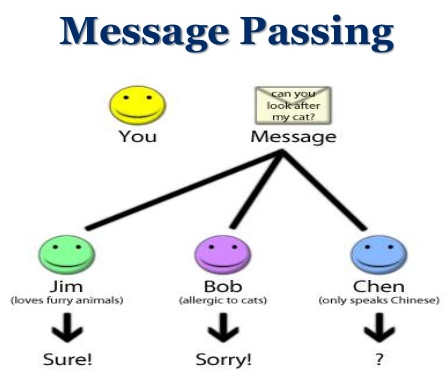 Message Passing
can you
look after
my cat?
You
Message
Jim
(loves furry animals)
Bob
(allergic to cats)
Chen
(only speaks Chinese)
Sure!
Sorry!
?